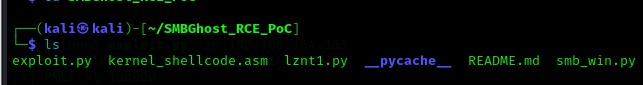 ┌──(kali㉿kali)-[~/SMBGhost_RCE_PoC]
└─$ ls
exploit.py kernel_shellcode.asm lznt1.py __pycache__ README.md smb_win.py